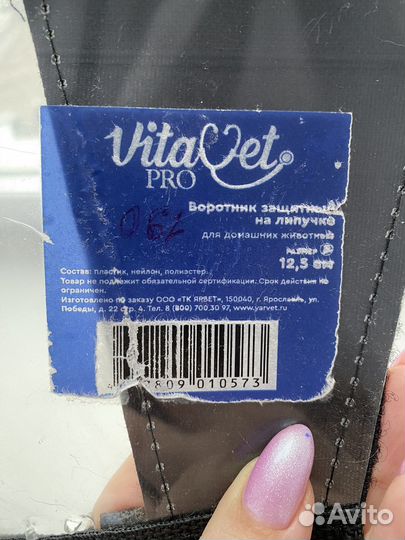 VitaVet
PRO
Воротник защитный
на липучке
для домашних животных
РАЗМЕР
12,5 см
Состав: пластик, нейлон, полиэстер.
Товар не подлежит обязательной сертификации. Срок действия не
ограничен.
Изготовлено по заказу ООО «ТК ЯРВЕТ», 150040, г. Ярославль, ул.
Победы, д. 22 стр. 4. Тел. 8 (800) 700 30 97, www.yarvet.ru
809 010573
Avito